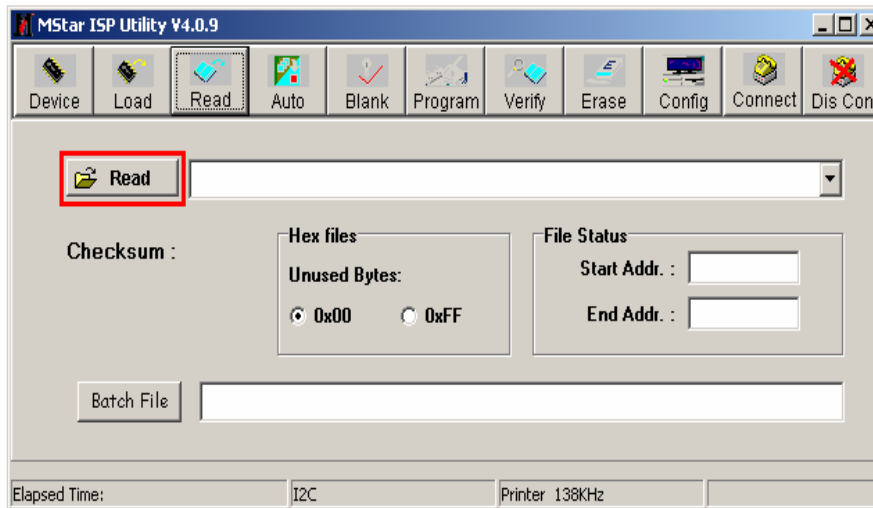 MStar ISP Utility V4.0.9
Device Load Read Auto Blank Program Verify Erase Config Connect Dis Con
Read
Checksum :
Hex files
Unused Bytes:
0x00 0xFF
File Status
Start Addr. :
End Addr. :
Batch File
Elapsed Time: I2C Printer 138KHz